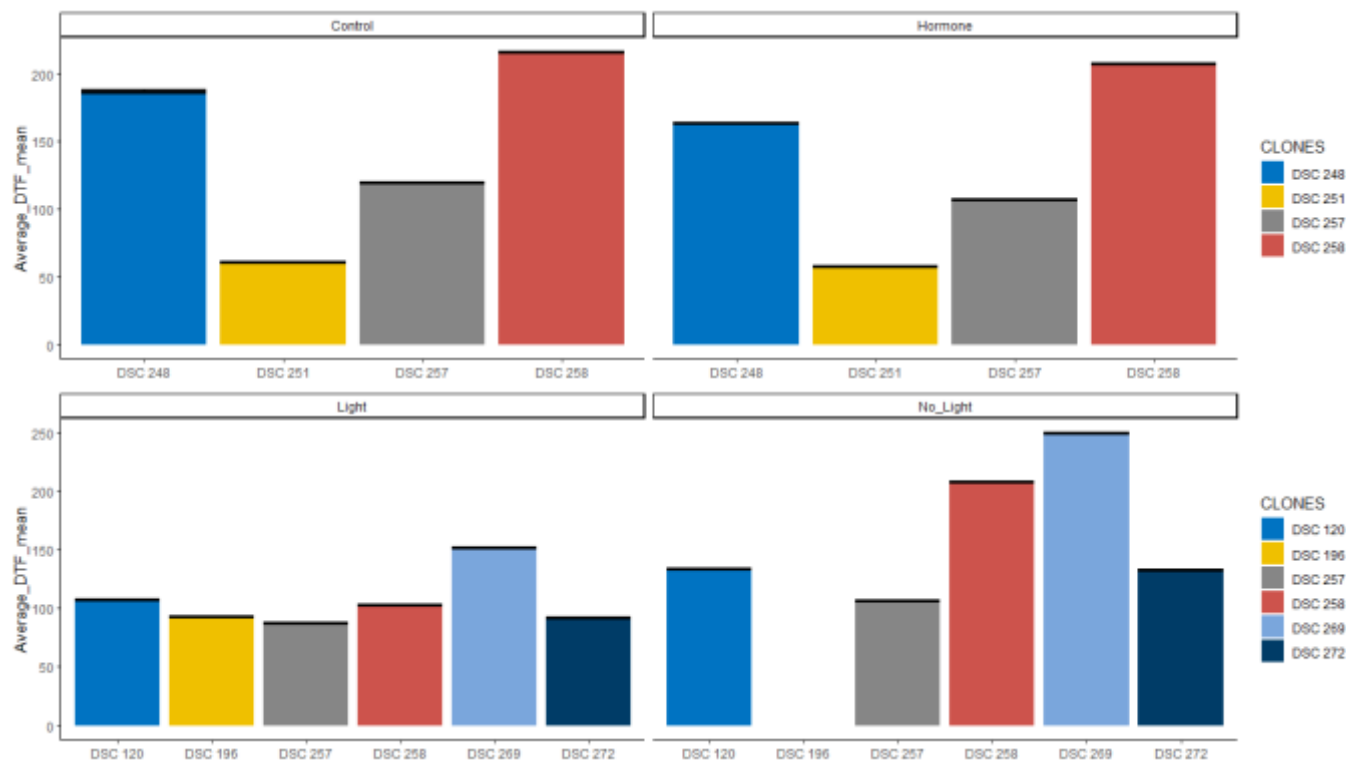 Control
Hormone
Average_DTF_mean
200
150
100
50
0
DSC 248
DSC 251
DSC 257
DSC 258
DSC 248
DSC 251
DSC 257
DSC 258
CLONES
DSC 248
DSC 251
DSC 257
DSC 258
Light
No_Light
Average_DTF_mean
250
200
150
100
50
0
DSC 120
DSC 196
DSC 257
DSC 258
DSC 269
DSC 272
DSC 120
DSC 196
DSC 257
DSC 258
DSC 269
DSC 272
CLONES
DSC 120
DSC 196
DSC 257
DSC 258
DSC 269
DSC 272